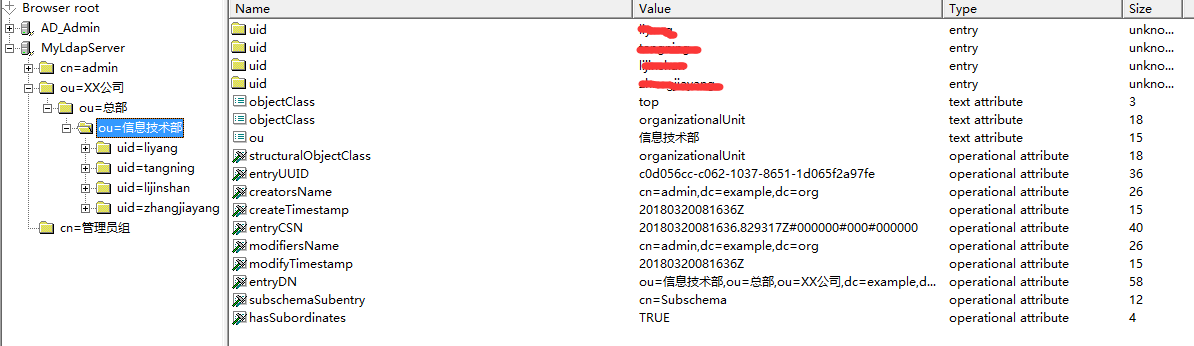 Browser root
AD_Admin
MyLdapServer
cn=admin
ou=XX公司
ou=总部
ou=信息技术部
uid=liyang
uid=tangning
uid=lijinshan
uid=zhangjiayang
cn=管理员组
Name Value Type Size
uid entry unkno...
uid entry unkno...
uid entry unkno...
uid entry unkno...
objectClass top text attribute 3
objectClass organizationalUnit text attribute 18
ou 信息技术部 text attribute 15
structuralObjectClass organizationalUnit operational attribute 18
entryUUID c0d056cc-c062-1037-8651-1d065f2a97fe operational attribute 36
creatorsName cn=admin,dc=example,dc=org operational attribute 26
createTimestamp 20180320081636Z operational attribute 15
entryCSN 20180320081636.829317Z#000000#000#000000 operational attribute 40
modifiersName cn=admin,dc=example,dc=org operational attribute 26
modifyTimestamp 20180320081636Z operational attribute 15
entryDN ou=信息技术部,ou=总部,ou=XX公司,dc=example,d... operational attribute 58
subschemaSubentry cn=Subschema operational attribute 12
hasSubordinates TRUE operational attribute 4